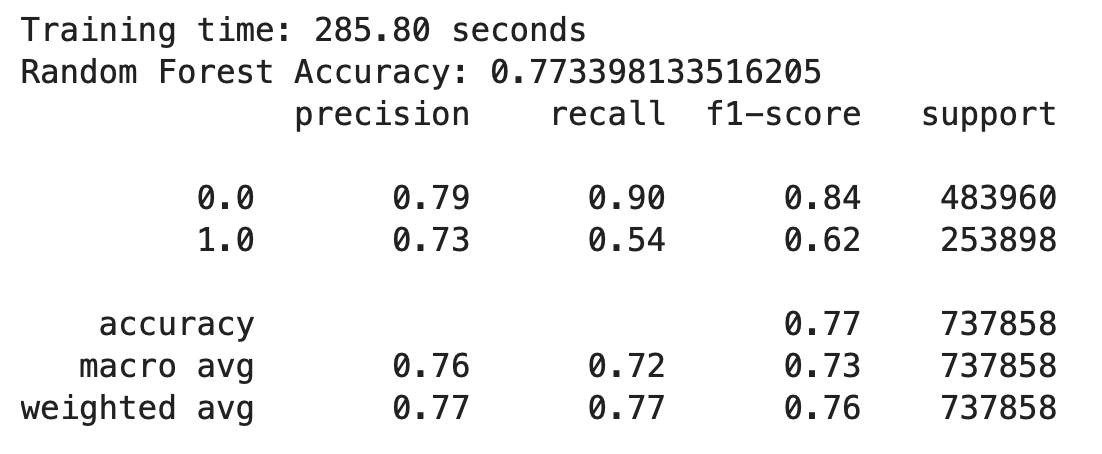 Training time: 285.80 seconds
Random Forest Accuracy: 0.773398133516205
precision recall f1-score support
0.0 0.79 0.90 0.84 483960
1.0 0.73 0.54 0.62 253898
accuracy 0.77 737858
macro avg 0.76 0.72 0.73 737858
weighted avg 0.77 0.77 0.76 737858